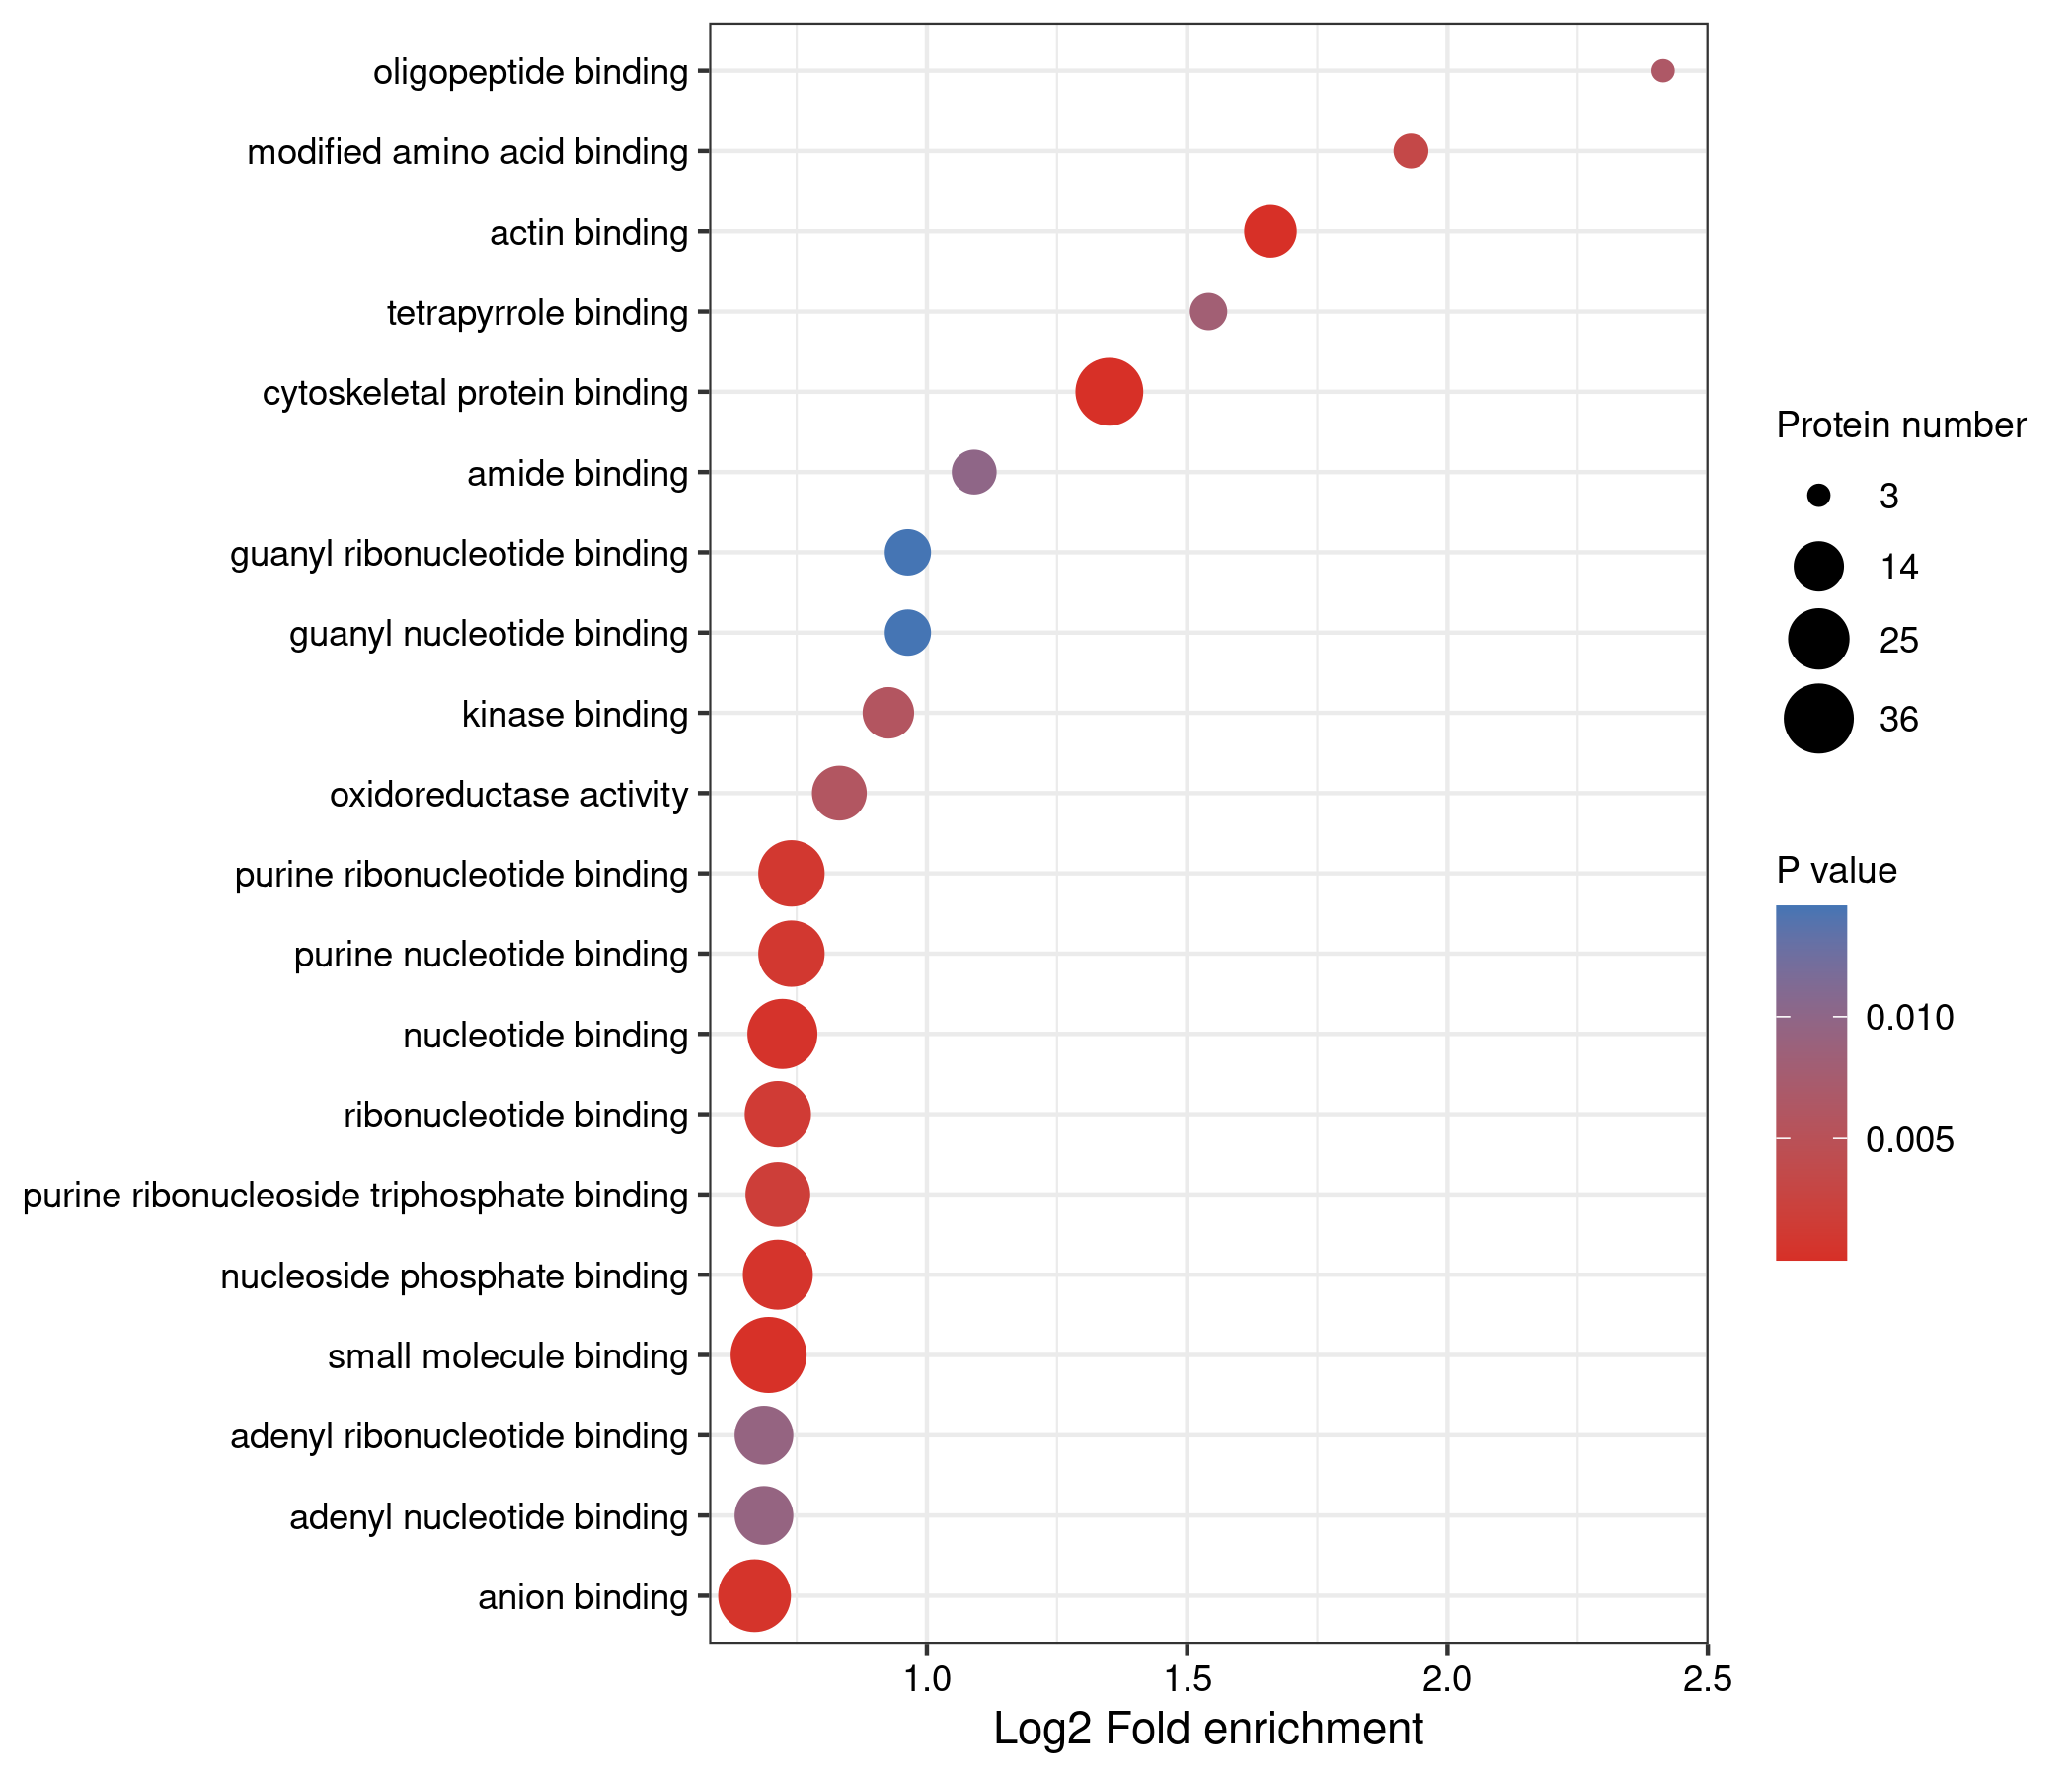 oligopeptide binding
modified amino acid binding
actin binding
tetrapyrrole binding
cytoskeletal protein binding
amide binding
guanyl ribonucleotide binding
guanyl nucleotide binding
kinase binding
oxidoreductase activity
purine ribonucleotide binding
purine nucleotide binding
nucleotide binding
ribonucleotide binding
purine ribonucleoside triphosphate binding
nucleoside phosphate binding
small molecule binding
adenyl ribonucleotide binding
adenyl nucleotide binding
anion binding
1.0 1.5 2.0 2.5
Log2 Fold enrichment
Protein number
3
14
25
36
P value
0.010
0.005